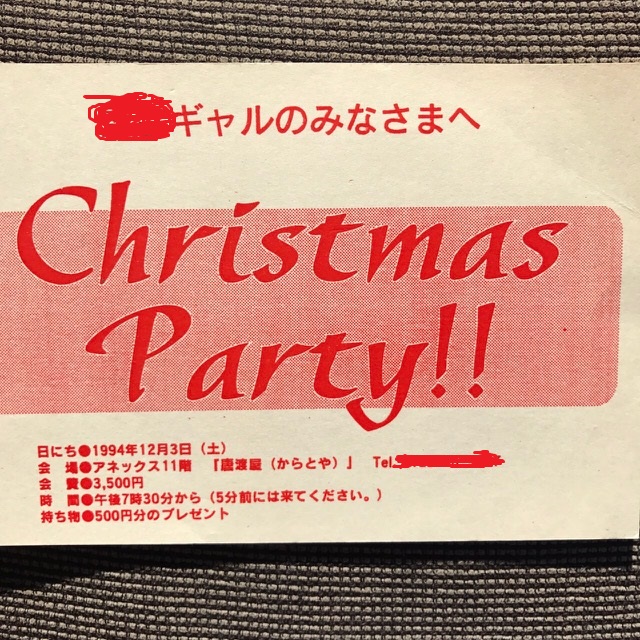 ギャルのみなさまへ
Christmas
Party!!
日にち●1994年12月3日（土）
会　場●アネックス11階　「唐渡屋（からとや）」　Tel
会　費●3,500円
時　間●午後7時30分から（5分前には来てください。）
持ち物●500円分のプレゼント